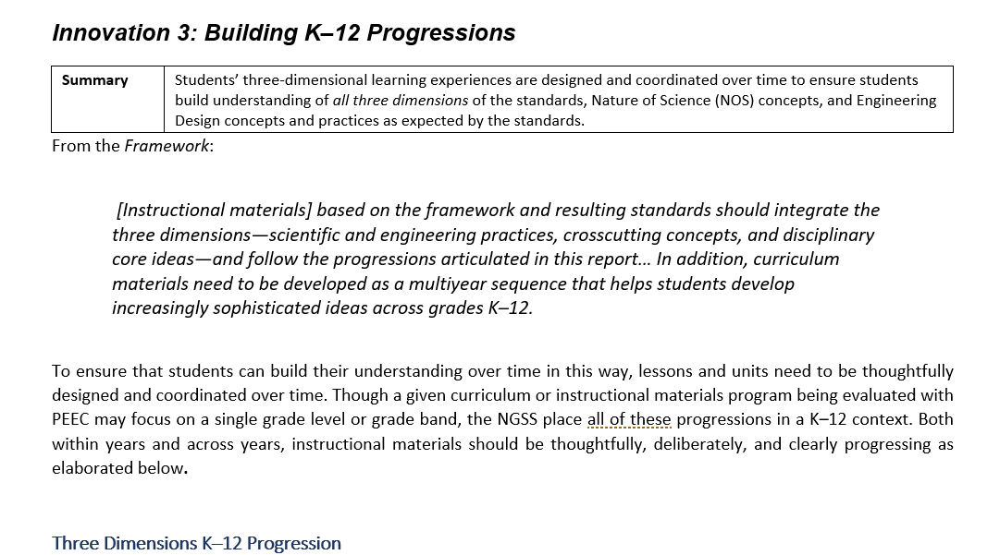 Innovation 3: Building K–12 Progressions
Summary
Students’ three-dimensional learning experiences are designed and coordinated over time to ensure students
build understanding of all three dimensions of the standards, Nature of Science (NOS) concepts, and Engineering
Design concepts and practices as expected by the standards.
From the Framework:
[Instructional materials] based on the framework and resulting standards should integrate the
three dimensions—scientific and engineering practices, crosscutting concepts, and disciplinary
core ideas—and follow the progressions articulated in this report… In addition, curriculum
materials need to be developed as a multiyear sequence that helps students develop
increasingly sophisticated ideas across grades K–12.
To ensure that students can build their understanding over time in this way, lessons and units need to be thoughtfully
designed and coordinated over time. Though a given curriculum or instructional materials program being evaluated with
PEEC may focus on a single grade level or grade band, the NGSS place all of these progressions in a K–12 context. Both
within years and across years, instructional materials should be thoughtfully, deliberately, and clearly progressing as
elaborated below.
Three Dimensions K–12 Progression